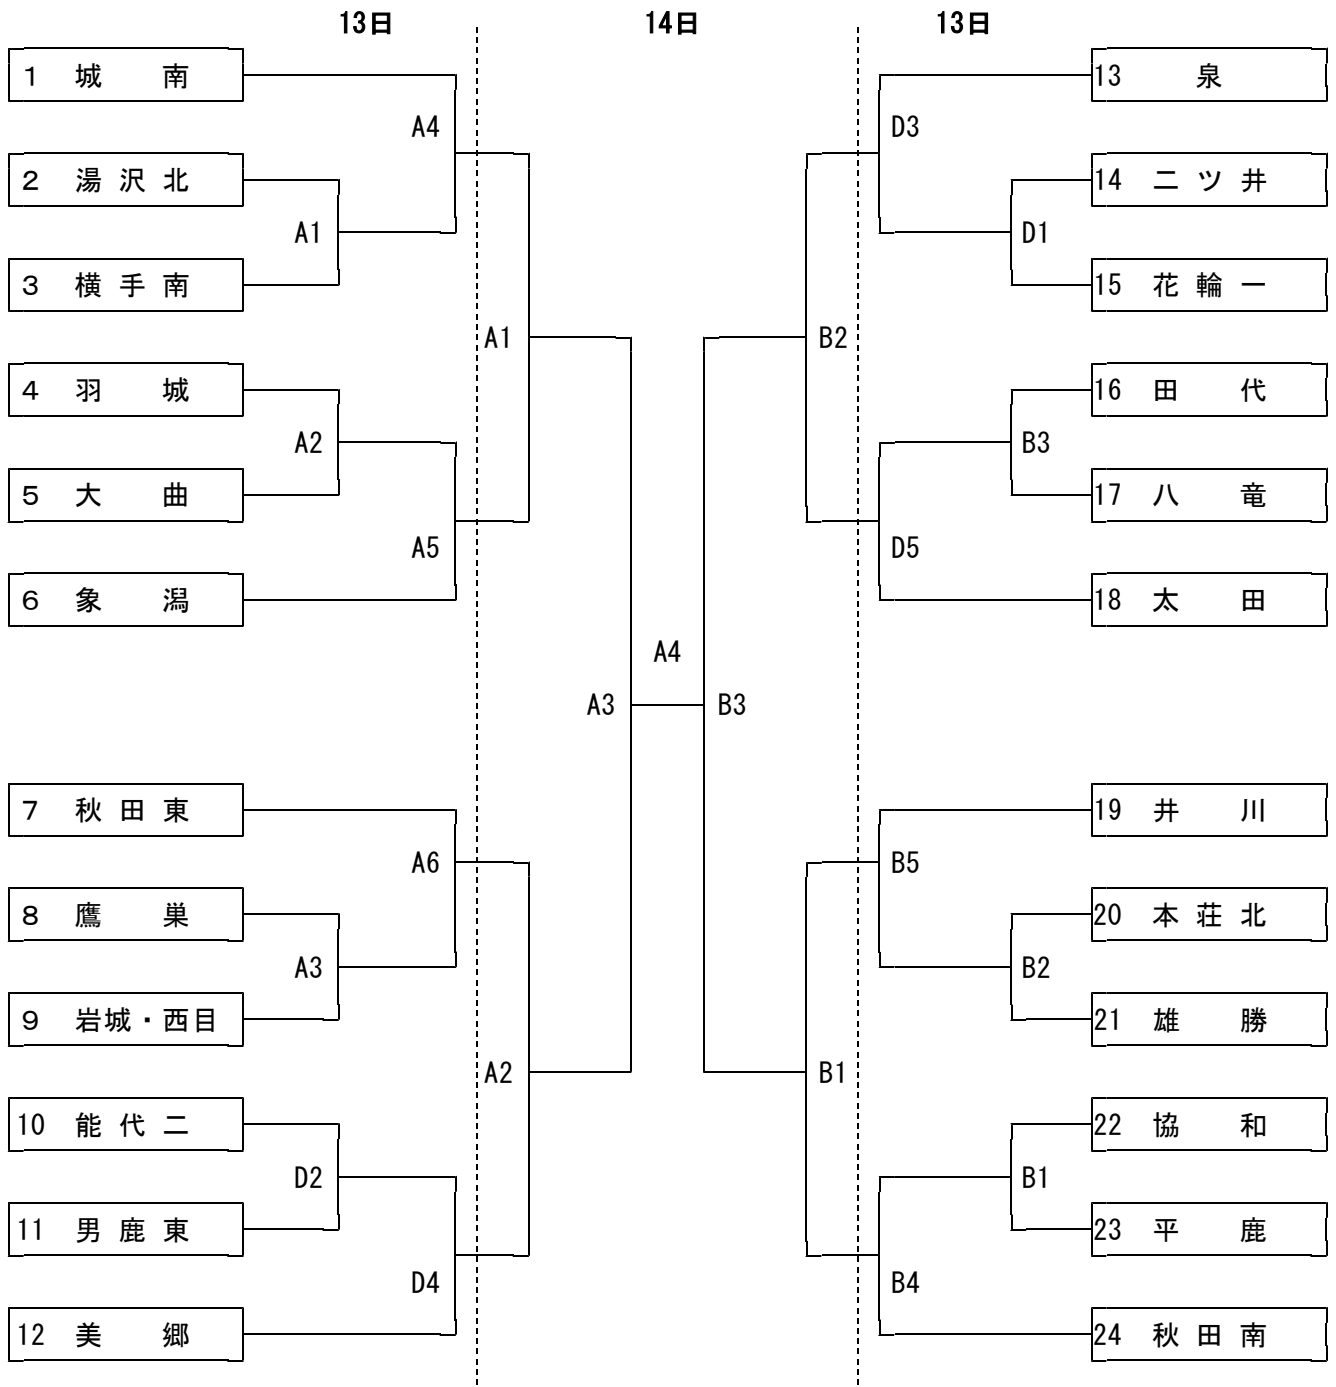 13日 14日 13日
1 城 南
13 泉
A4
D3
2 湯沢北
14 二ツ井
A1
D1
3 横手南
15 花輪一
A1
B2
4 羽 城
16 田 代
A2
B3
5 大 曲
17 八 竜
A5
D5
6 象 潟
18 太 田
A4
A3
B3
7 秋田東
19 井 川
A6
B5
8 鷹 巣
20 本荘北
A3
B2
9 岩城・西目
21 雄 勝
A2
B1
10 能代二
22 協 和
D2
B1
11 男鹿東
23 平 鹿
D4
B4
12 美 郷
24 秋田南